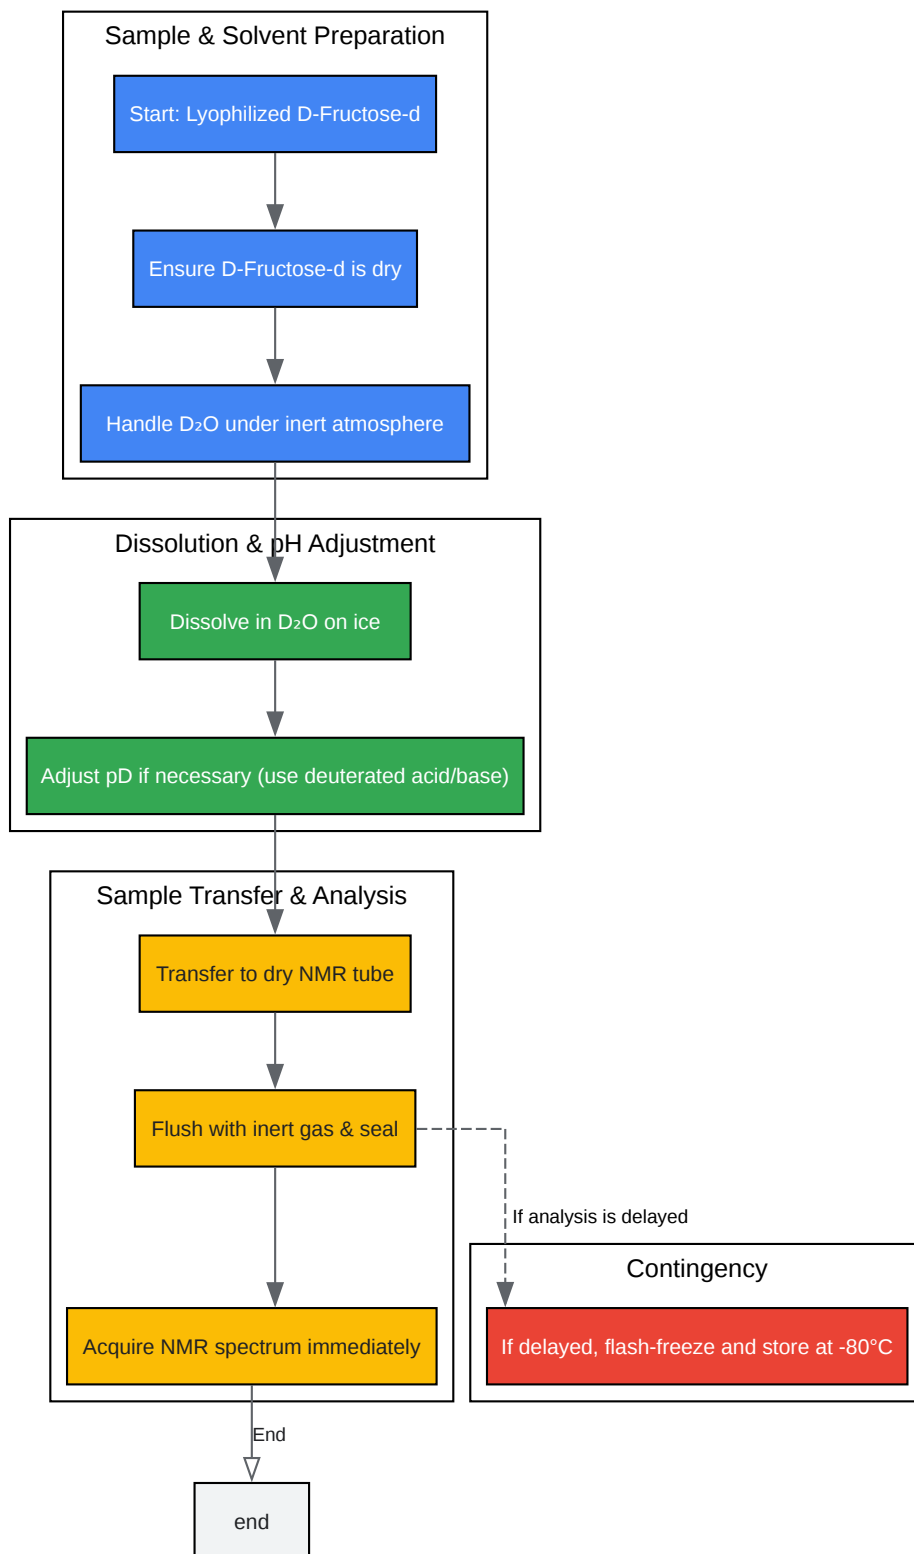 Sample & Solvent Preparation
Start: Lyophilized D-Fructose-d
Ensure D-Fructose-d is dry
Handle D₂O under inert atmosphere
Dissolution & pH Adjustment
Dissolve in D₂O on ice
Adjust pD if necessary (use deuterated acid/base)
Sample Transfer & Analysis
Transfer to dry NMR tube
Flush with inert gas & seal
If analysis is delayed
Contingency
Acquire NMR spectrum immediately
If delayed, flash-freeze and store at -80°C
End
end